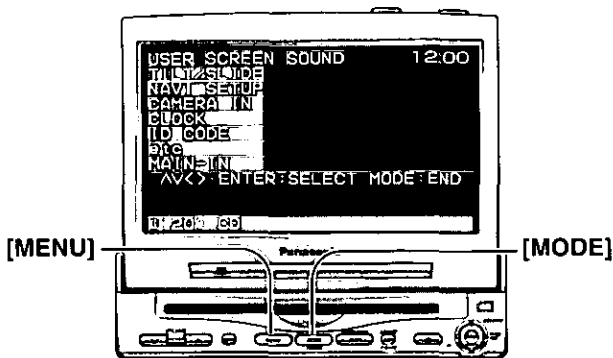 USER SCREEN SOUND 12:00
TILT/SLIDE
NAVI SETUP
CAMERA IN
CLOCK
ID CODE
etc
MAIN-IN
∧∨<>:ENTER:SELECT MODE:END
[MENU]
Panasonic
[MODE]